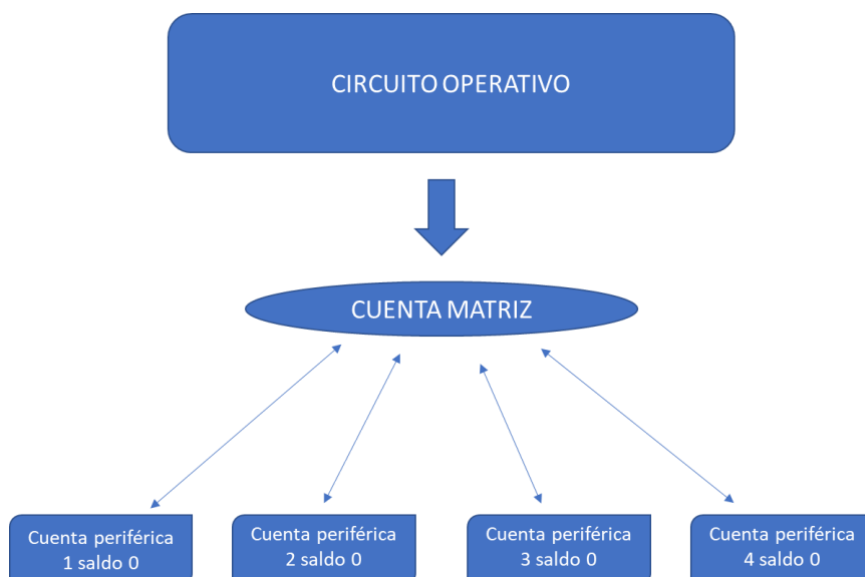 CIRCUITO OPERATIVO
CUENTA MATRIZ
Cuenta periférica
1 saldo 0
Cuenta periférica
2 saldo 0
Cuenta periférica
3 saldo 0
Cuenta periférica
4 saldo 0